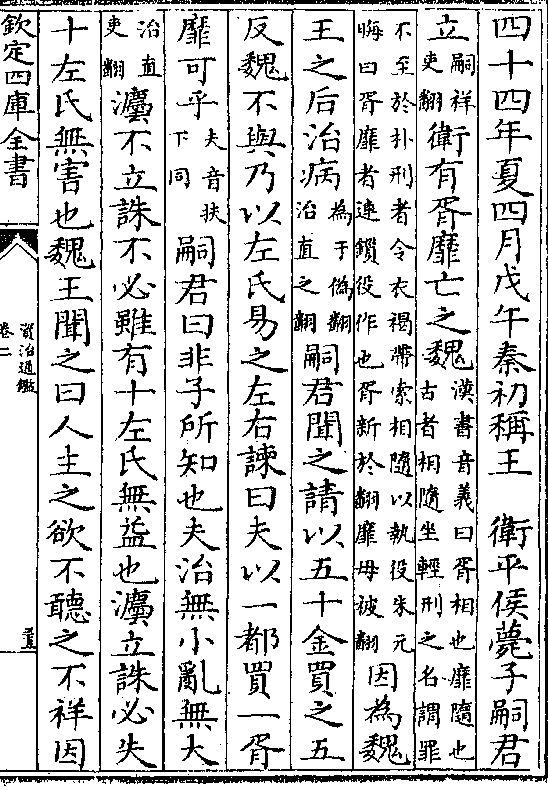 四十四年夏四月戊午秦初稱王　衛平侯薨子嗣君
立嗣祥吏翻衛有胥靡亡之魏漢書音義曰胥相也靡隨也古者相隨坐輕刑之名謂罪
不至於扑刑者令衣褐帶索相隨以執役朱元晦曰胥靡者連鎖役作也胥新於翻靡母被翻因為魏
王之后治病為于偽翻治直之翻嗣君聞之請以五十金買之五
反魏不與乃以左氏易之左右諫曰夫以一都買一胥
靡可乎夫音扶下同嗣君曰非子所知也夫治無小亂無大
治直吏翻灋不立誅不必雖有十左氏無益也灋立誅必失
十左氏無害也魏王聞之曰人主之欲不聽之不祥因
欽定四庫全書
資治通鑑
卷二